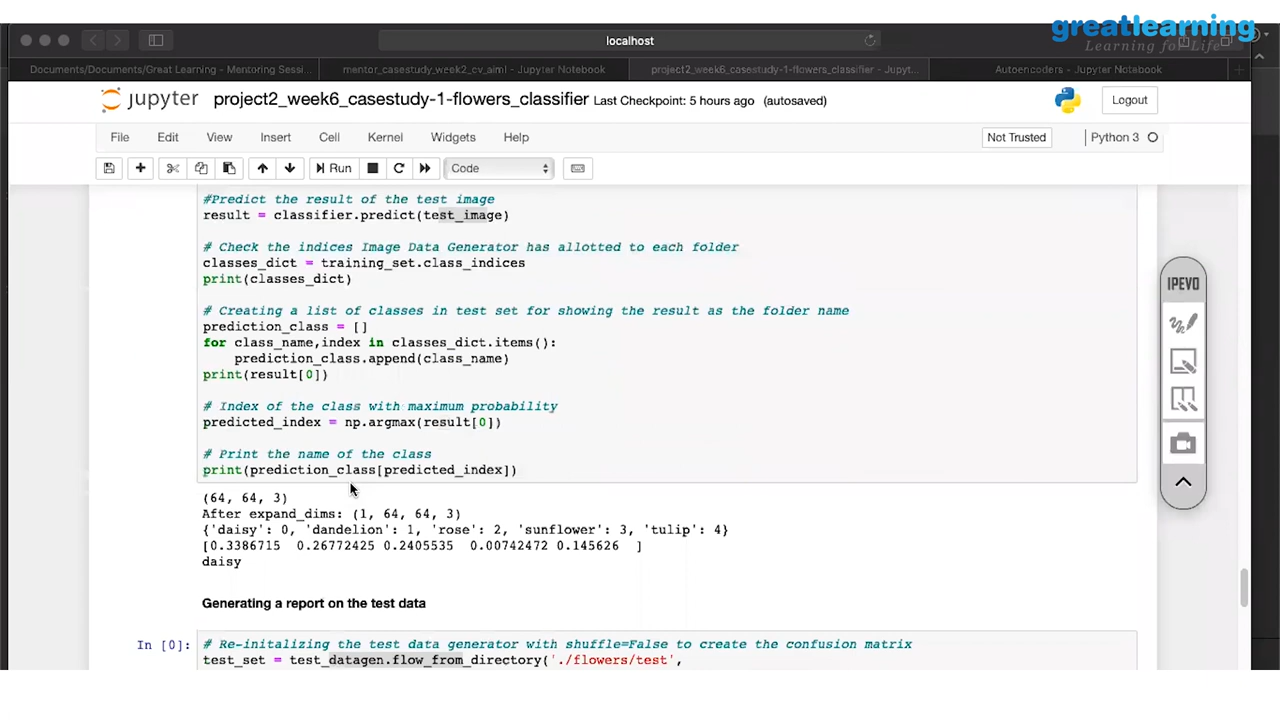 greatlearning
Learning for Life
localhost
Documents/Documents/Great Learning - Mentoring Sessi...
mentor_casestudy_week2_cv_aiml - Jupyter Notebook
project2_week6_casestudy-1-flowers_classifier - Jupyt...
Autoencoders - Jupyter Notebook
jupyter project2_week6_casestudy-1-flowers_classifier Last Checkpoint: 5 hours ago (autosaved)
Logout
File Edit View Insert Cell Kernel Widgets Help
Not Trusted
Python 3
Run
Code
#Predict the result of the test image
result = classifier.predict(test_image)
# Check the indices Image Data Generator has allotted to each folder
classes_dict = training_set.class_indices
print(classes_dict)
# Creating a list of classes in test set for showing the result as the folder name
prediction_class = []
for class_name,index in classes_dict.items():
    prediction_class.append(class_name)
print(result[0])
# Index of the class with maximum probability
predicted_index = np.argmax(result[0])
# Print the name of the class
print(prediction_class[predicted_index])
(64, 64, 3)
After expand_dims: (1, 64, 64, 3)
{'daisy': 0, 'dandelion': 1, 'rose': 2, 'sunflower': 3, 'tulip': 4}
[0.3386715  0.26772425 0.2405535  0.00742472 0.145626  ]
daisy
Generating a report on the test data
In [0]:
# Re-initalizing the test data generator with shuffle=False to create the confusion matrix
test_set = test_datagen.flow_from_directory('./flowers/test',
IPEVO